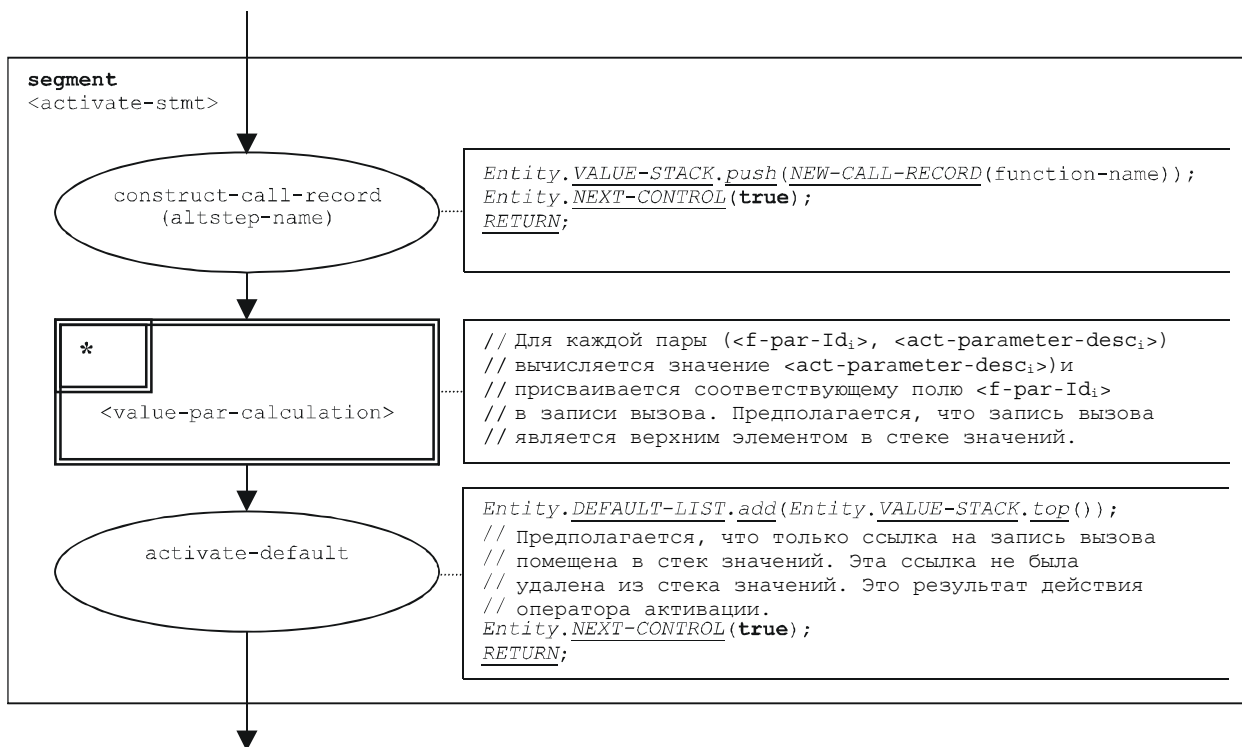 segment
<activate-stmt>
construct-call-record
(altstep-name)
Entity.VALUE-STACK.push(NEW-CALL-RECORD(function-name));
Entity.NEXT-CONTROL(true);
RETURN;
*
<value-par-calculation>
// Для каждой пары (<f-par-Idi>, <act-parameter-desci>)
// вычисляется значение <act-parameter-desci>)и
// присваивается соответствующему полю <f-par-Idi>
// в записи вызова. Предполагается, что запись вызова
// является верхним элементом в стеке значений.
activate-default
Entity.DEFAULT-LIST.add(Entity.VALUE-STACK.top());
// Предполагается, что только ссылка на запись вызова
// помещена в стек значений. Эта ссылка не была
// удалена из стека значений. Это результат действия
// оператора активации.
Entity.NEXT-CONTROL(true);
RETURN;